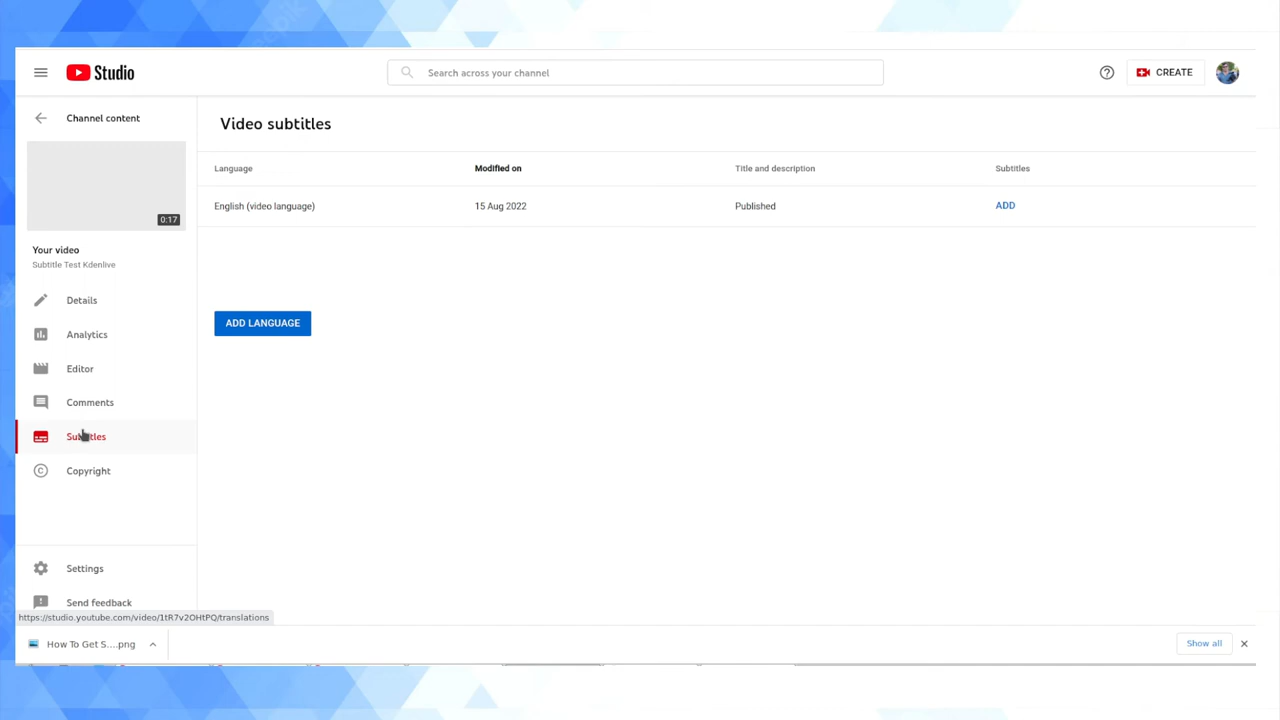 Studio
Search across your channel
CREATE
Channel content
0:17
Your video
Subtitle Test Kdenlive
Details
Analytics
Editor
Comments
Subtitles
Copyright
Settings
Send feedback
Video subtitles
Language Modified on Title and description Subtitles
English (video language) 15 Aug 2022 Published ADD
ADD LANGUAGE
https://studio.youtube.com/video/1tR7v2OHtPQ/translations
How To Get S....png
Show all